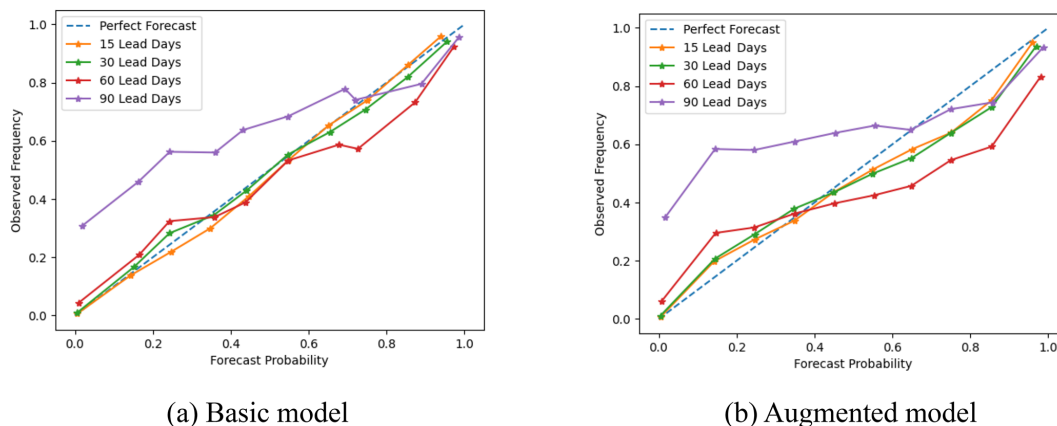 1.0
0.8
0.6
0.4
0.2
0.0
Observed Frequency
Perfect Forecast
15 Lead Days
30 Lead Days
60 Lead Days
90 Lead Days
0.0 0.2 0.4 0.6 0.8 1.0
Forecast Probability
(a) Basic model
1.0
0.8
0.6
0.4
0.2
0.0
Observed Frequency
Perfect Forecast
15 Lead Days
30 Lead Days
60 Lead Days
90 Lead Days
0.0 0.2 0.4 0.6 0.8 1.0
Forecast Probability
(b) Augmented model